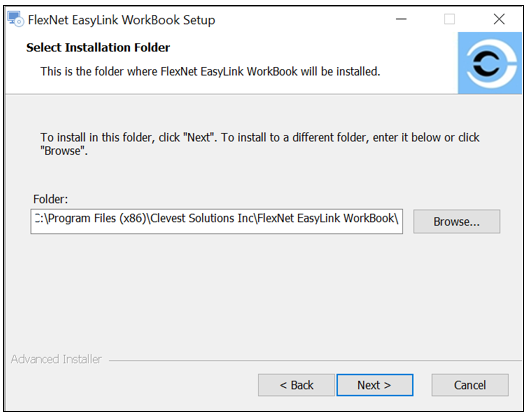 FlexNet EasyLink WorkBook Setup
Select Installation Folder
This is the folder where FlexNet EasyLink WorkBook will be installed.
To install in this folder, click "Next". To install to a different folder, enter it below or click
"Browse".
Folder:
C:\Program Files (x86)\Clevest Solutions Inc\FlexNet EasyLink WorkBook\
Browse...
Advanced Installer
< Back
Next >
Cancel